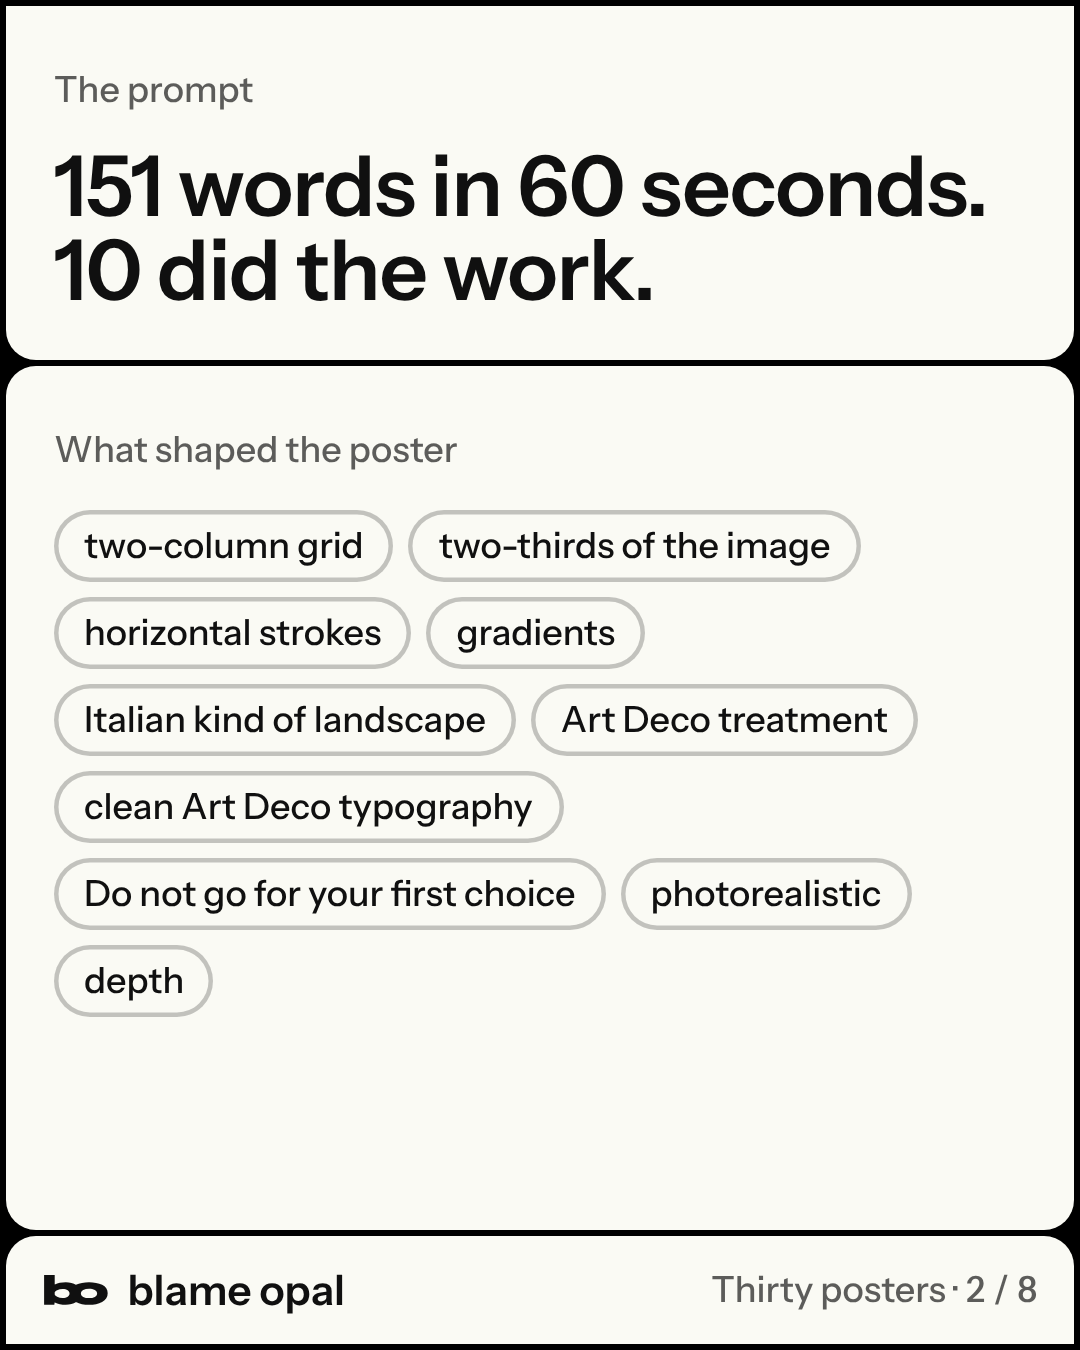 The prompt
151 words in 60 seconds.
10 did the work.
What shaped the poster
two-column grid
two-thirds of the image
horizontal strokes
gradients
Italian kind of landscape
Art Deco treatment
clean Art Deco typography
Do not go for your first choice
photorealistic
depth
bo blame opal
Thirty posters · 2 / 8